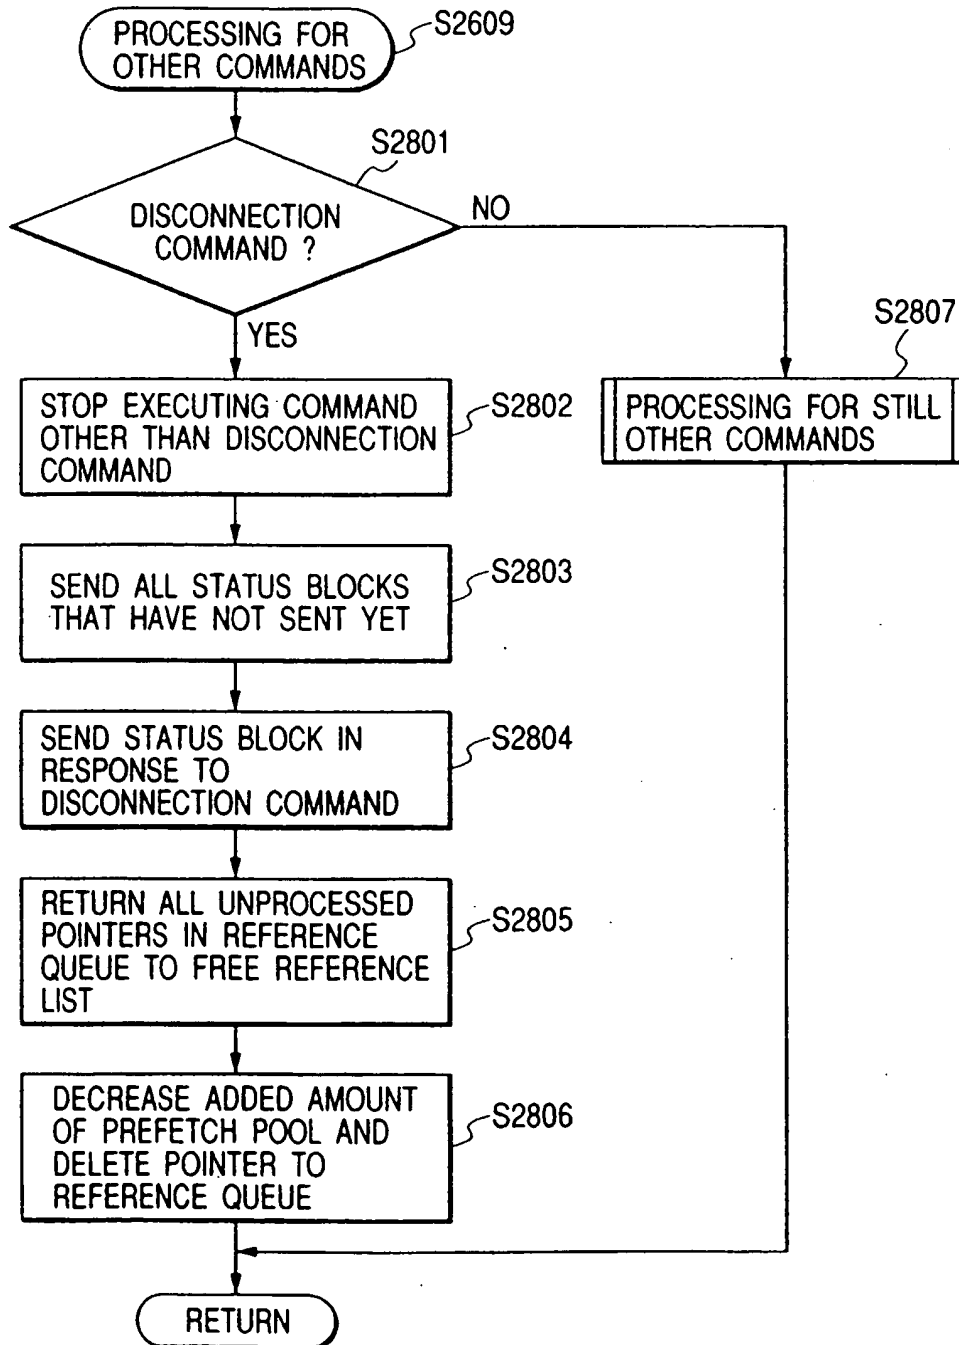 PROCESSING FOR
OTHER COMMANDS
S2609
S2801
DISCONNECTION
COMMAND ?
NO
YES
S2807
STOP EXECUTING COMMAND
OTHER THAN DISCONNECTION
COMMAND
S2802
PROCESSING FOR STILL
OTHER COMMANDS
SEND ALL STATUS BLOCKS
THAT HAVE NOT SENT YET
S2803
SEND STATUS BLOCK IN
RESPONSE TO
DISCONNECTION COMMAND
S2804
RETURN ALL UNPROCESSED
POINTERS IN REFERENCE
QUEUE TO FREE REFERENCE
LIST
S2805
DECREASE ADDED AMOUNT
OF PREFETCH POOL AND
DELETE POINTER TO
REFERENCE QUEUE
S2806
RETURN